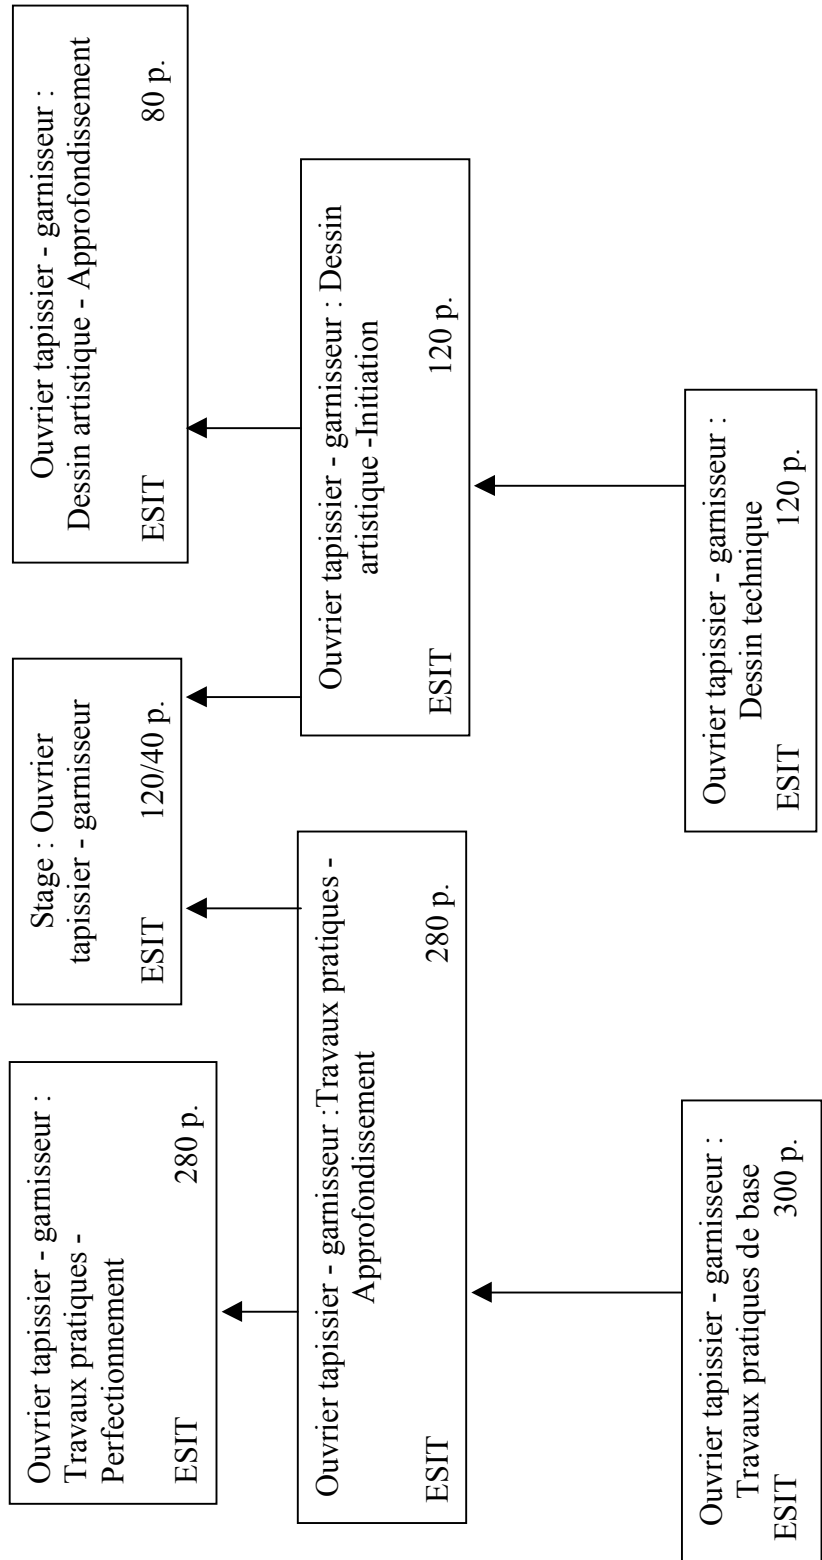 Ouvrier tapissier - garnisseur :
Travaux pratiques -
Perfectionnement
ESIT 280 p.
Stage : Ouvrier
tapissier - garnisseur
ESIT 120/40 p.
Ouvrier tapissier - garnisseur :
Dessin artistique - Approfondissement
ESIT 80 p.
Ouvrier tapissier - garnisseur :Travaux pratiques -
Approfondissement
ESIT 280 p.
Ouvrier tapissier - garnisseur : Dessin
artistique -Initiation
ESIT 120 p.
Ouvrier tapissier - garnisseur :
Travaux pratiques de base
ESIT 300 p.
Ouvrier tapissier - garnisseur :
Dessin technique
ESIT 120 p.